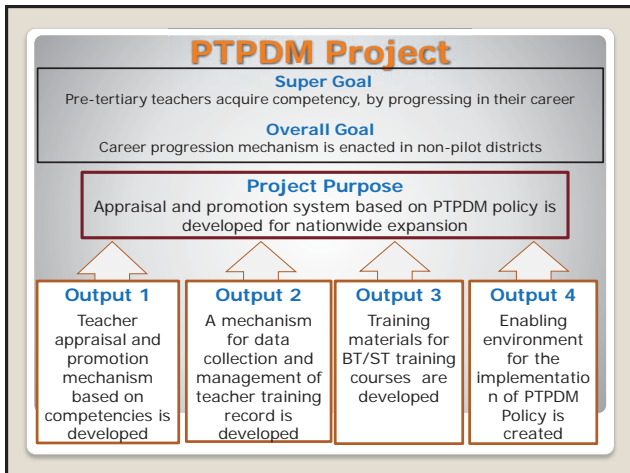 PTPDM Project
Super Goal
Pre-tertiary teachers acquire competency, by progressing in their career
Overall Goal
Career progression mechanism is enacted in non-pilot districts
Project Purpose
Appraisal and promotion system based on PTPDM policy is
developed for nationwide expansion
Output 1
Teacher
appraisal and
promotion
mechanism
based on
competencies is
developed
Output 2
A mechanism
for data
collection and
management of
teacher training
record is
developed
Output 3
Training
materials for
BT/ST training
courses are
developed
Output 4
Enabling
environment
for the
implementatio
n of PTPDM
Policy is
created